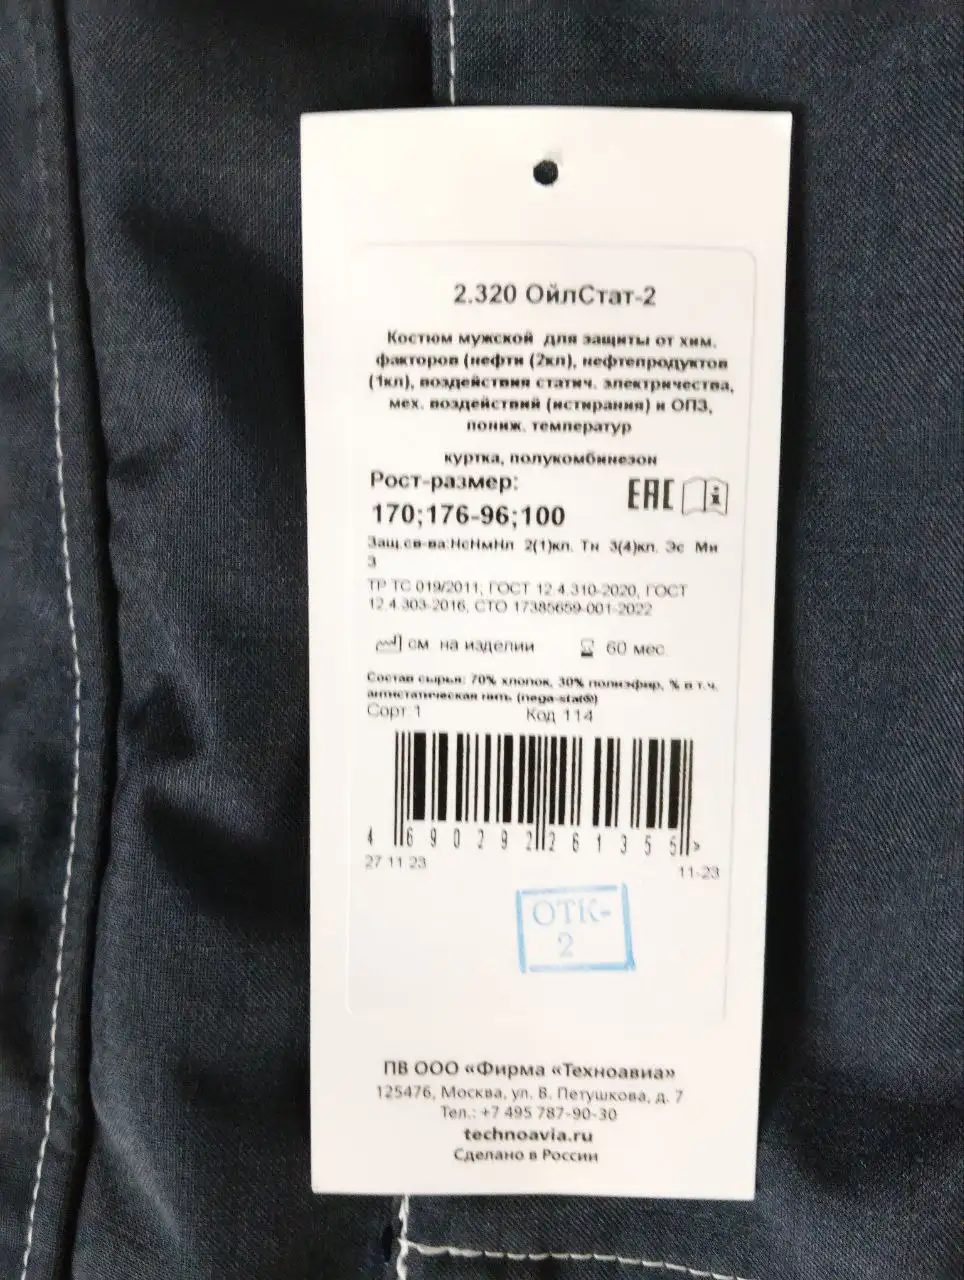 2.320 ОйлСтат-2
Костюм мужской для защиты от хим.
факторов (нефти (2кл), нефтепродуктов
(1кл), воздействия статич. электричества,
мех. воздействий (истирания) и ОПЗ,
пониж. температур
куртка, полукомбинезон
Рост-размер:
170;176-96;100
EAC
Защ.св-ва:НсНмНл 2(1)кл. Тн 3(4)кл. Эс Ми
З
ТР ТС 019/2011; ГОСТ 12.4.310-2020, ГОСТ
12.4.303-2016, СТО 17385659-001-2022
см на изделии
60 мес.
Состав сырья: 70% хлопок, 30% полиэфир, % в т.ч.
антистатическая нить (nega-stat®)
Сорт 1 Код 114
4 690292 261355 >
27 11 23
11-23
ОТК-
2
ПВ ООО «Фирма «Техноавиа»
125476, Москва, ул. В. Петушкова, д. 7
Тел.: +7 495 787-90-30
technoavia.ru
Сделано в России